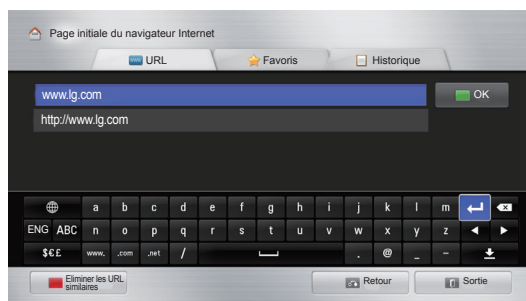 Page initiale du navigateur Internet
URL Favoris Historique
www.lg.com OK
http://www.lg.com
a b c d e f g h i j k l m
ENG ABC n o p q r s t u v w x y z
$€£ www. .com .net / . @ _ -
Eliminer les URL
similaires
Retour Sortie